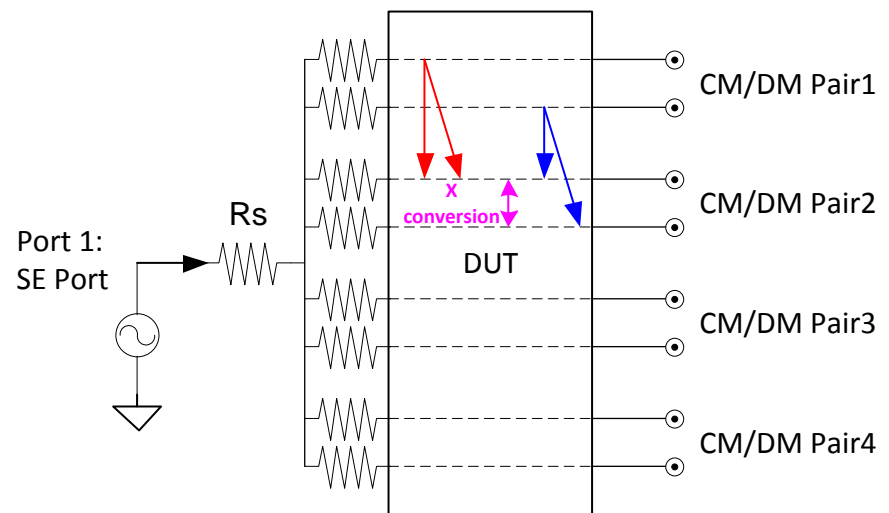 CM/DM Pair1
X
conversion
CM/DM Pair2
Rs
Port 1:
SE Port
DUT
CM/DM Pair3
CM/DM Pair4